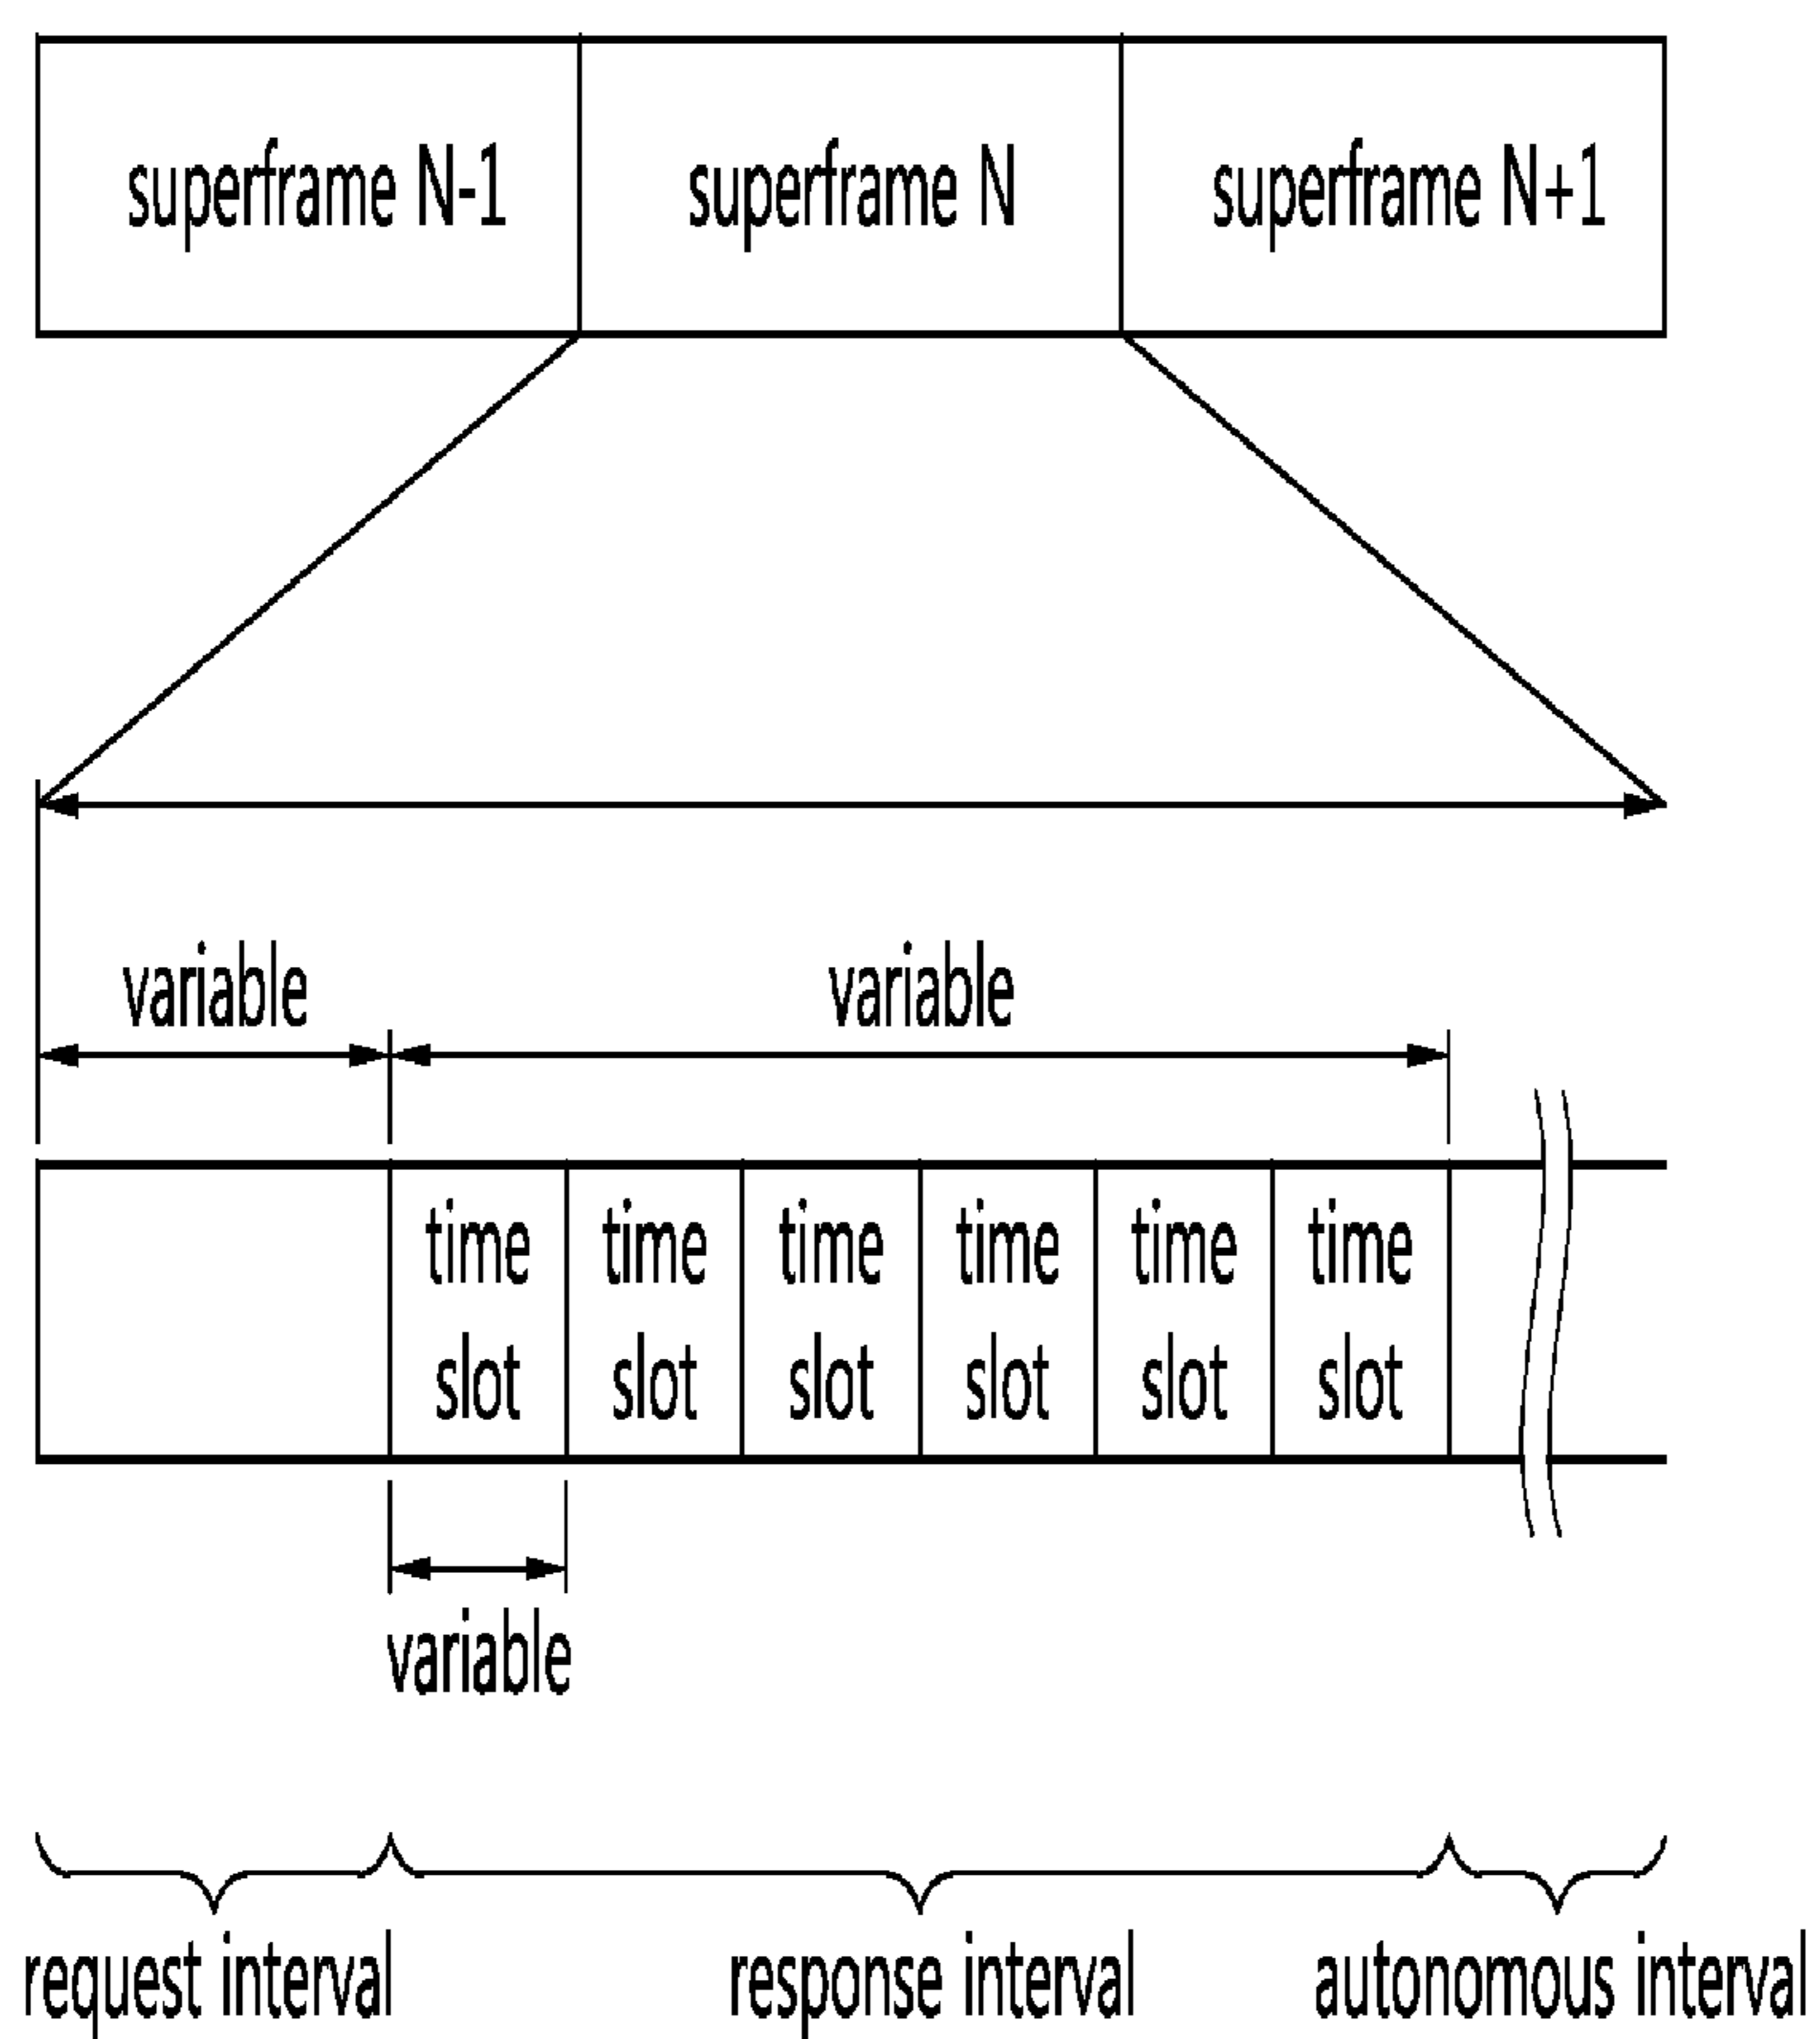 superframe N-1
superframe N
superframe N+1
variable
variable
time
slot
time
slot
time
slot
time
slot
time
slot
time
slot
variable
request interval
response interval
autonomous interval